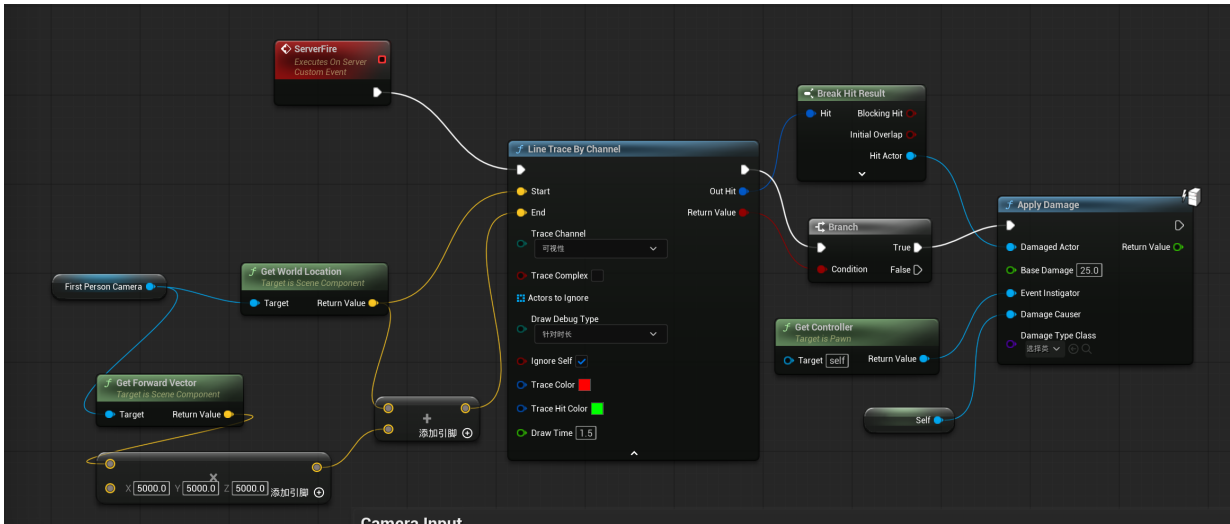 ServerFire
Executes On Server
Custom Event
Break Hit Result
Hit
Blocking Hit
Initial Overlap
Hit Actor
Line Trace By Channel
Start
Out Hit
End
Return Value
Trace Channel
可视性
Trace Complex
Actors to Ignore
Draw Debug Type
针对时长
Ignore Self
Trace Color
Trace Hit Color
Draw Time 1.5
Branch
True
Condition
False
Apply Damage
Damaged Actor
Return Value
Base Damage 25.0
Event Instigator
Damage Causer
Damage Type Class
选择类
Get Controller
Target is Pawn
Target self
Return Value
Self
First Person Camera
Get World Location
Target is Scene Component
Target
Return Value
Get Forward Vector
Target is Scene Component
Target
Return Value
+
添加引脚
×
X 5000.0 Y 5000.0 Z 5000.0 添加引脚
Camera Input